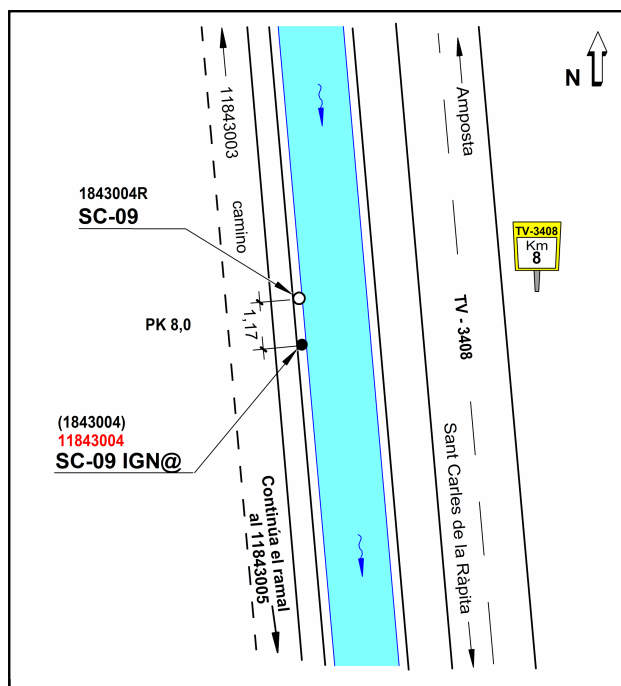 N
11843003
Amposta
1843004R
SC-09
camino
TV-3408
Km
8
PK 8,0
1,17
TV - 3408
(1843004)
11843004
SC-09 IGN@
Continúa el ramal
al 11843005
Sant Carles de la Ràpita